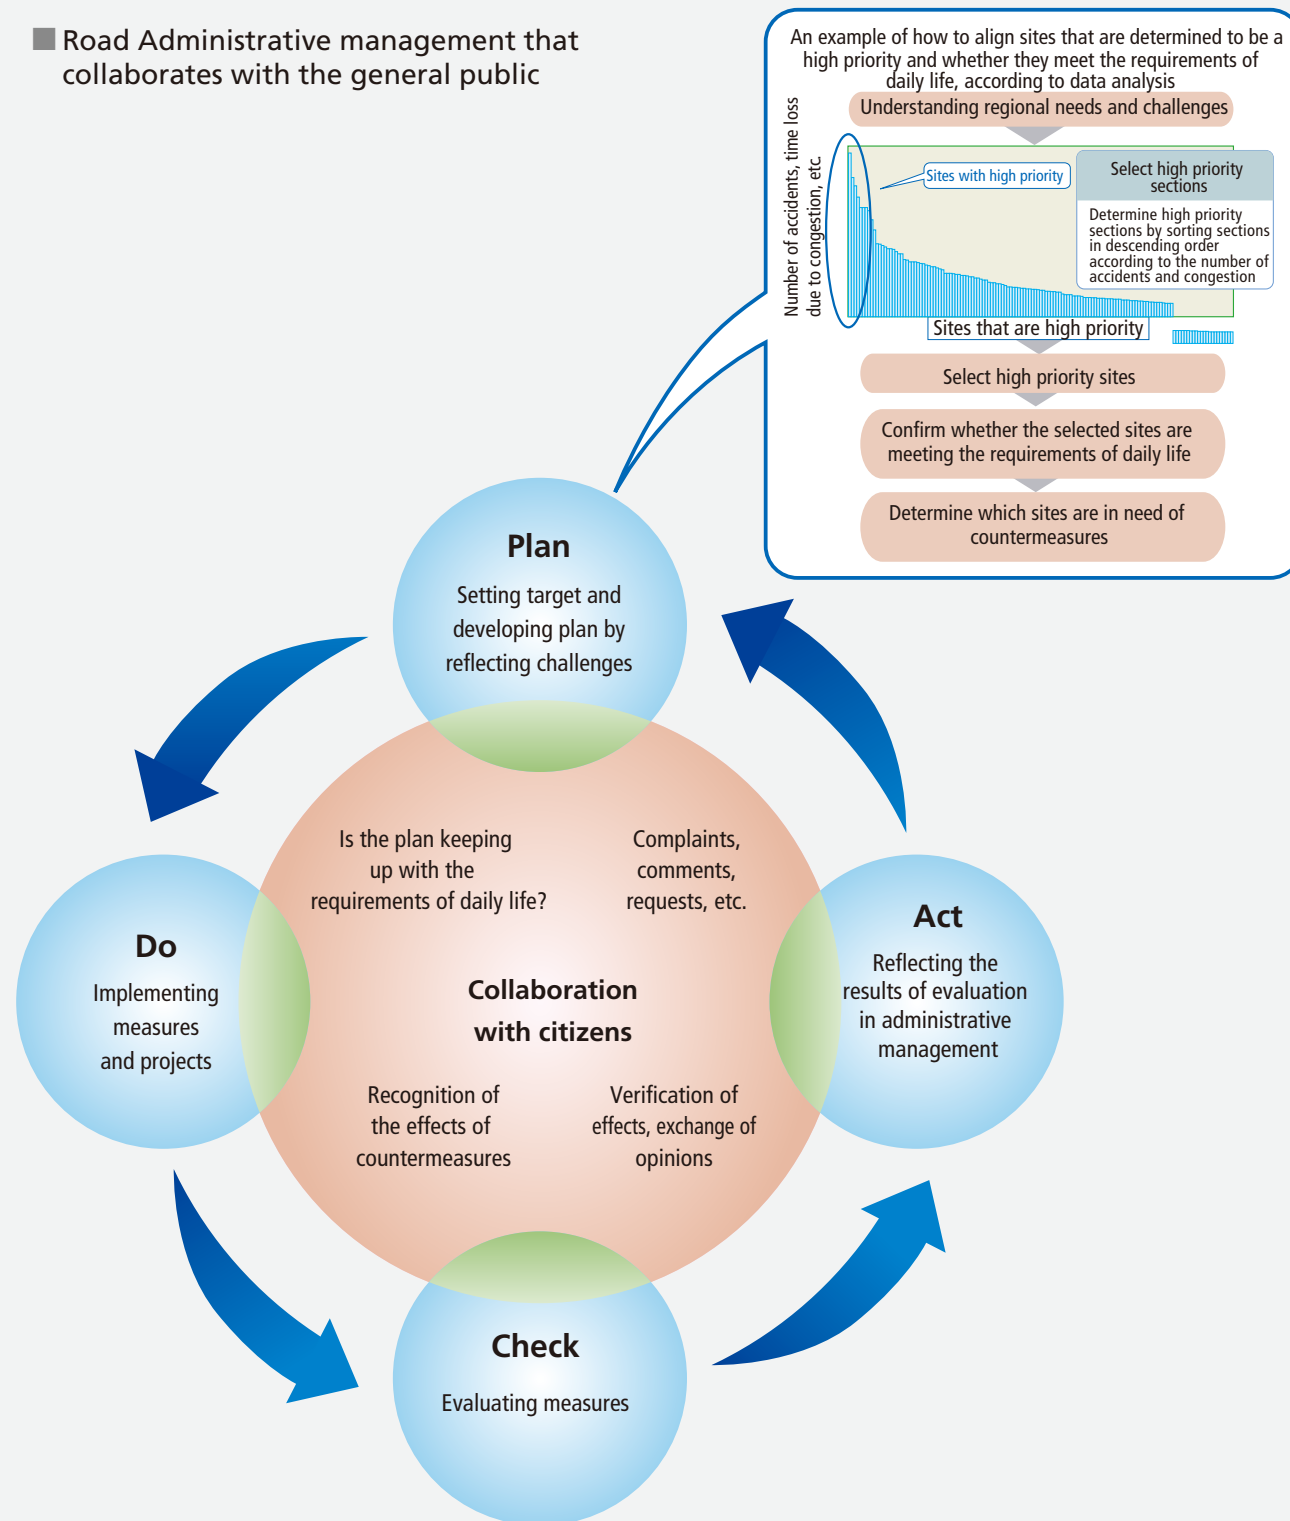 Road Administrative management that
collaborates with the general public
An example of how to align sites that are determined to be a
high priority and whether they meet the requirements of
daily life, according to data analysis
Understanding regional needs and challenges
Number of accidents, time loss
due to congestion, etc.
Sites with high priority
Select high priority
sections
Determine high priority
sections by sorting sections
in descending order
according to the number of
accidents and congestion
Sites that are high priority
Select high priority sites
Confirm whether the selected sites are
meeting the requirements of daily life
Determine which sites are in need of
countermeasures
Plan
Setting target and
developing plan by
reflecting challenges
Is the plan keeping
up with the
requirements of daily life?
Complaints,
comments,
requests, etc.
Do
Implementing
measures
and projects
Collaboration
with citizens
Act
Reflecting the
results of evaluation
in administrative
management
Recognition of
the effects of
countermeasures
Verification of
effects, exchange of
opinions
Check
Evaluating measures